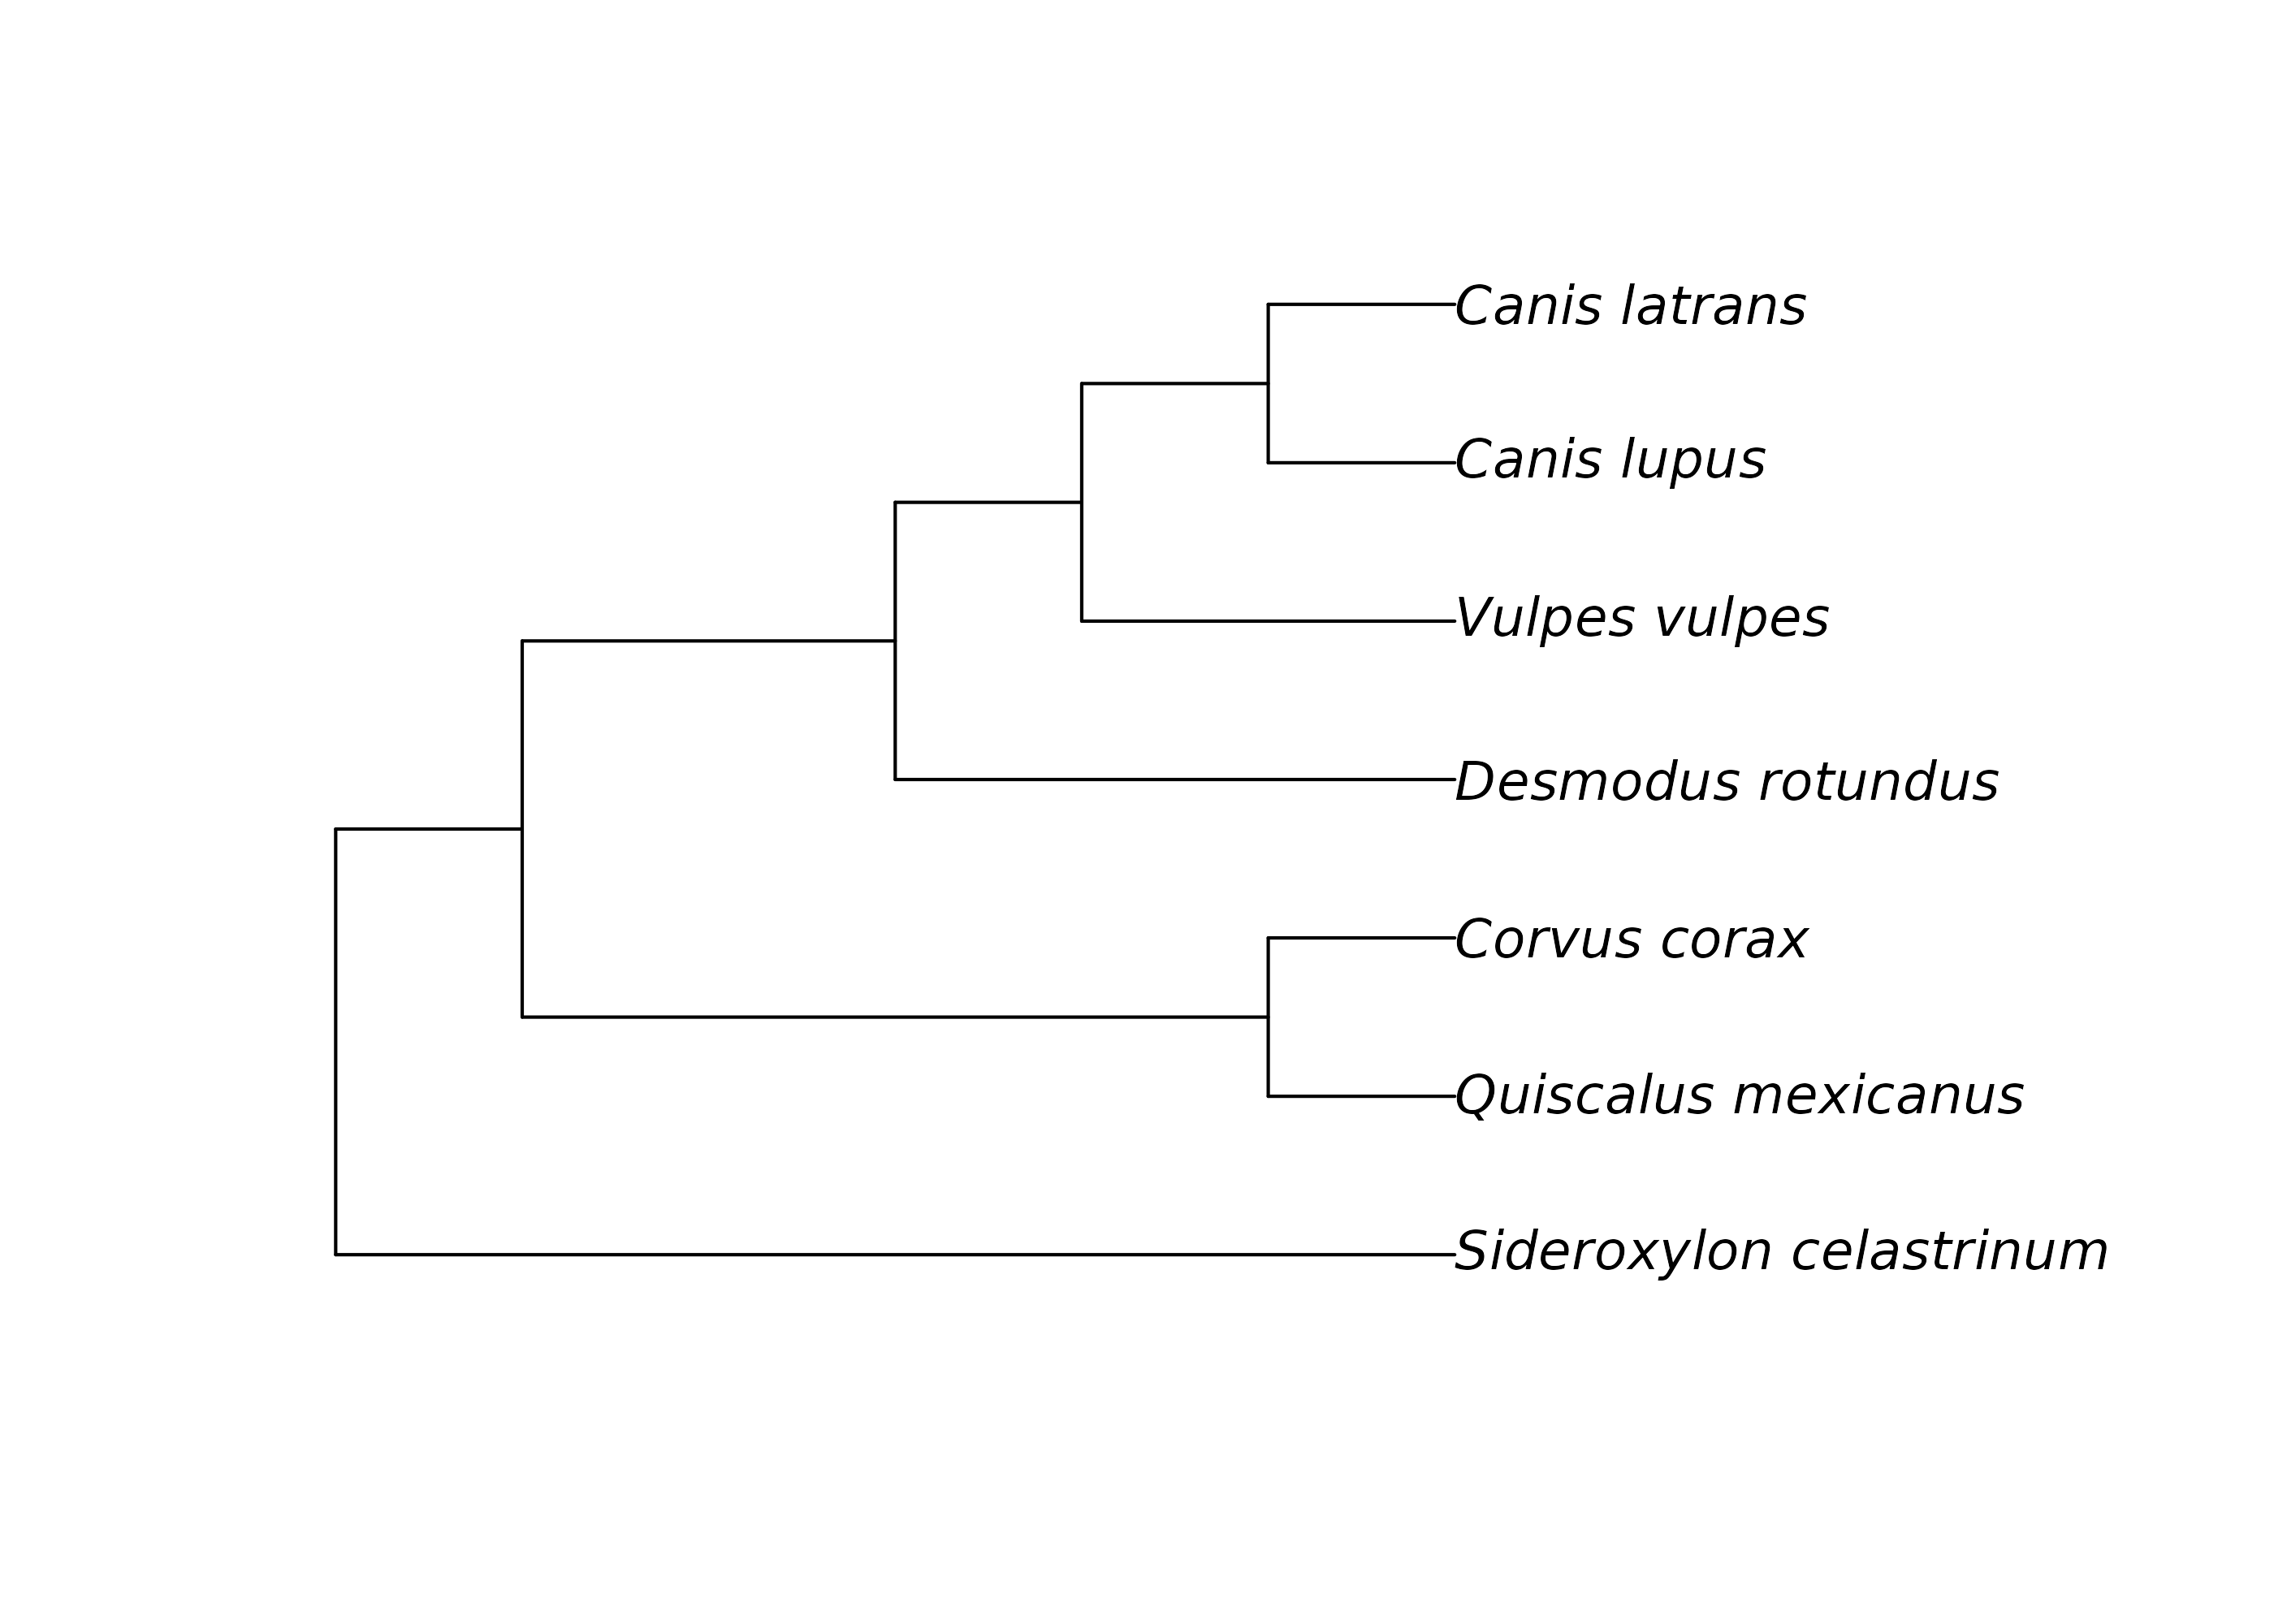 Canis latrans
Canis lupus
Vulpes vulpes
Desmodus rotundus
Corvus corax
Quiscalus mexicanus
Sideroxylon celastrinum